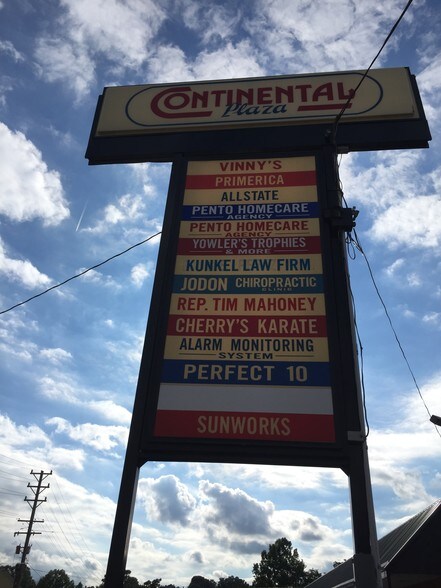 CONTINENTAL
Plaza
VINNY'S
PRIMERICA
ALLSTATE
PENTO HOMECARE
AGENCY
PENTO HOMECARE
AGENCY
YOWLER'S TROPHIES
& MORE
KUNKEL LAW FIRM
JODON CHIROPRACTIC
CLINIC
REP. TIM MAHONEY
CHERRY'S KARATE
ALARM MONITORING
SYSTEM
PERFECT 10
SUNWORKS